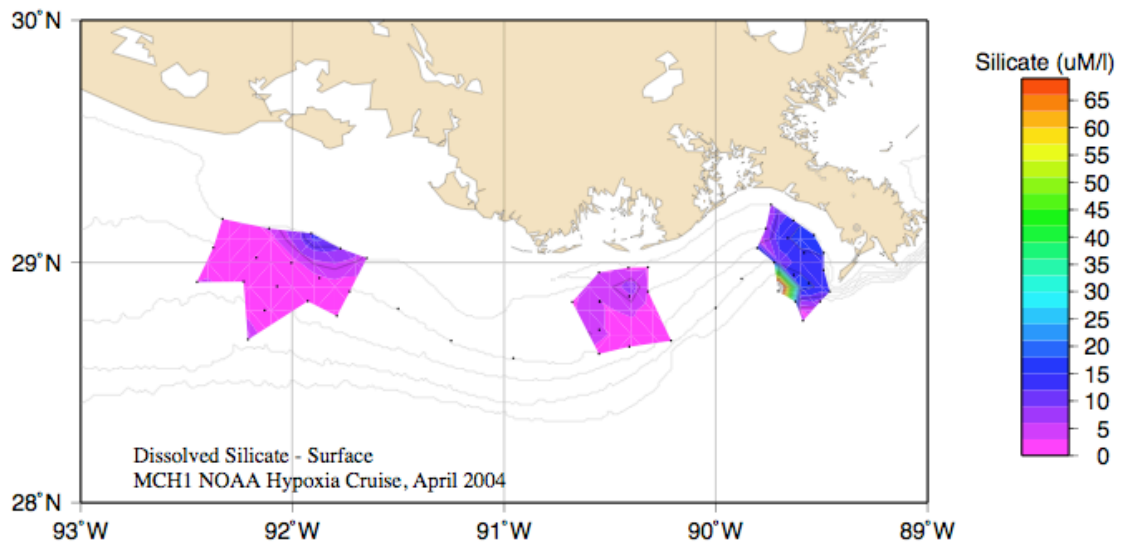 30˚N
29˚N
28˚N
93˚W
92˚W
91˚W
90˚W
89˚W
Dissolved Silicate - Surface
MCH1 NOAA Hypoxia Cruise, April 2004
Silicate (uM/l)
65
60
55
50
45
40
35
30
25
20
15
10
5
0